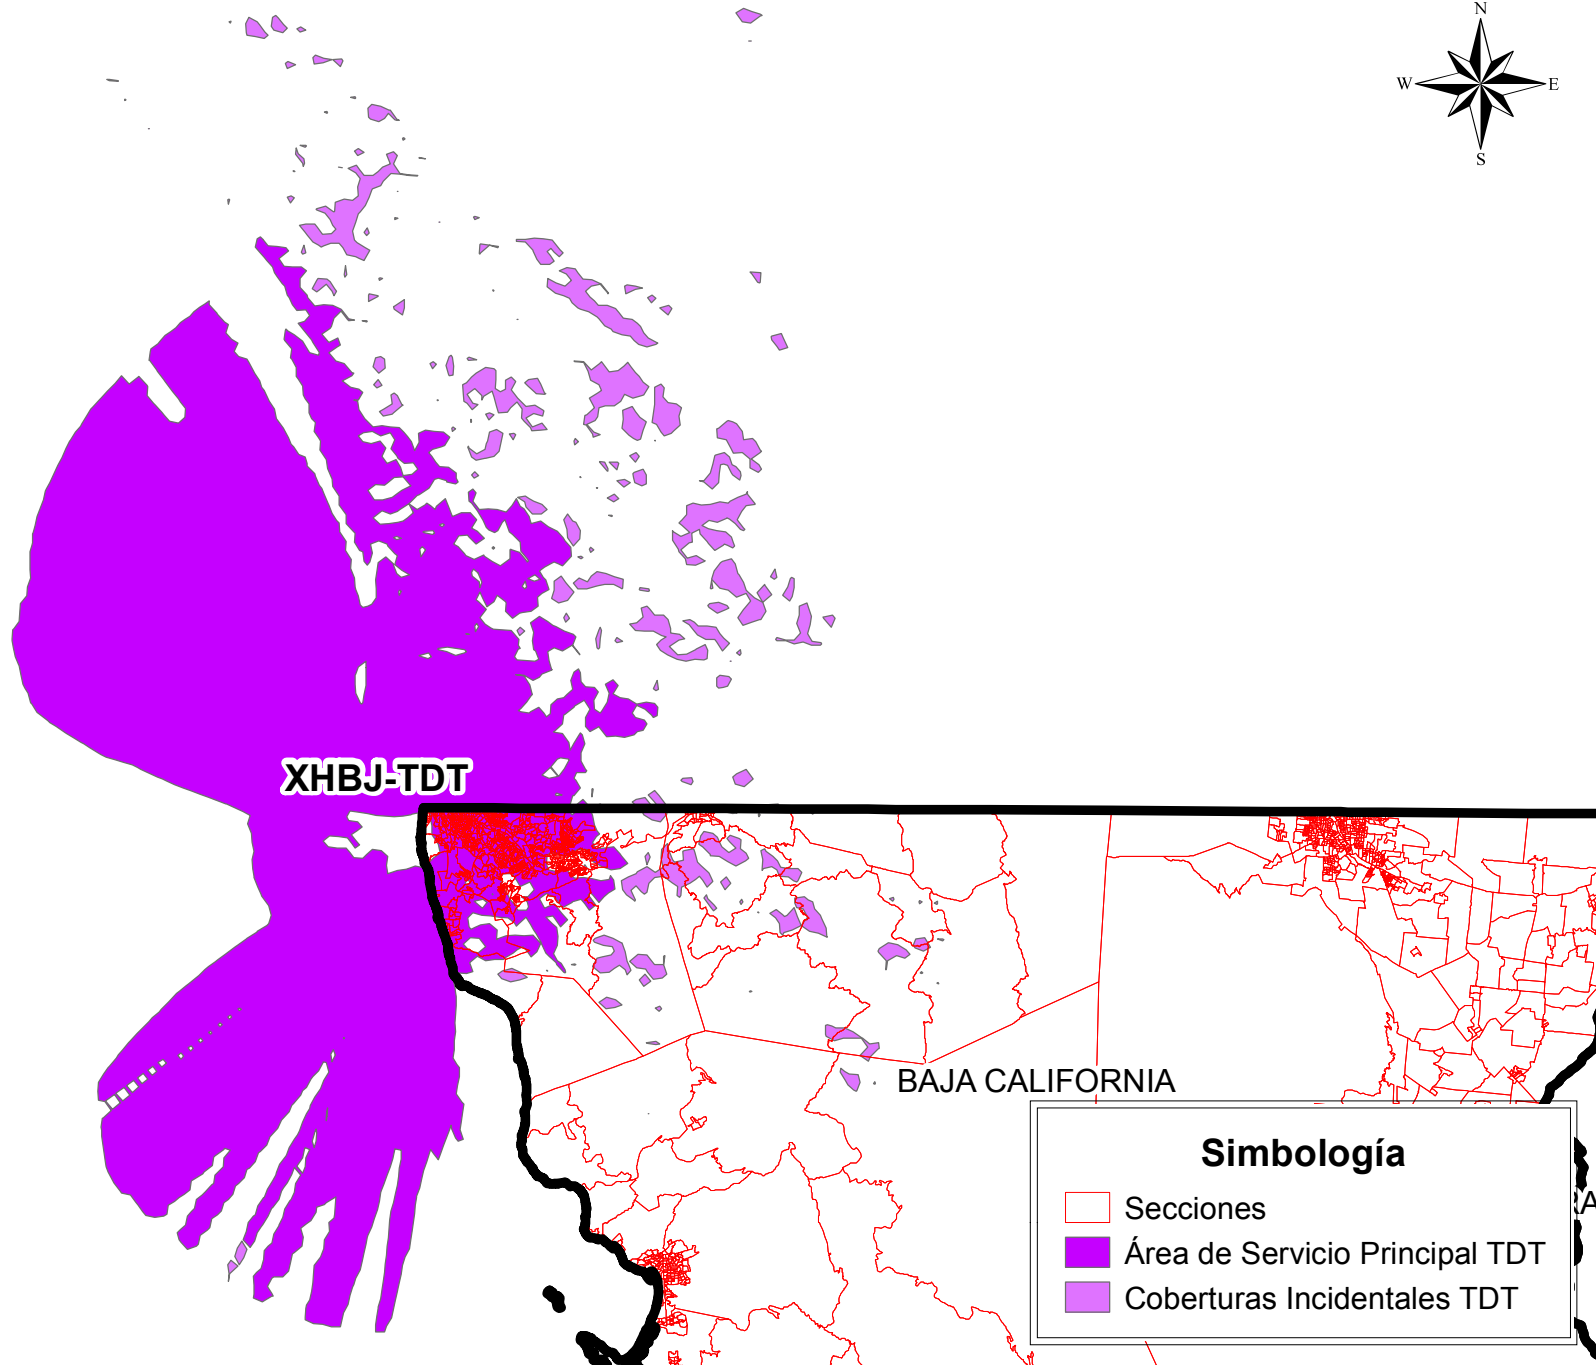 N
W E
S
XHBJ-TDT
BAJA CALIFORNIA
Simbología
Secciones
Área de Servicio Principal TDT
Coberturas Incidentales TDT